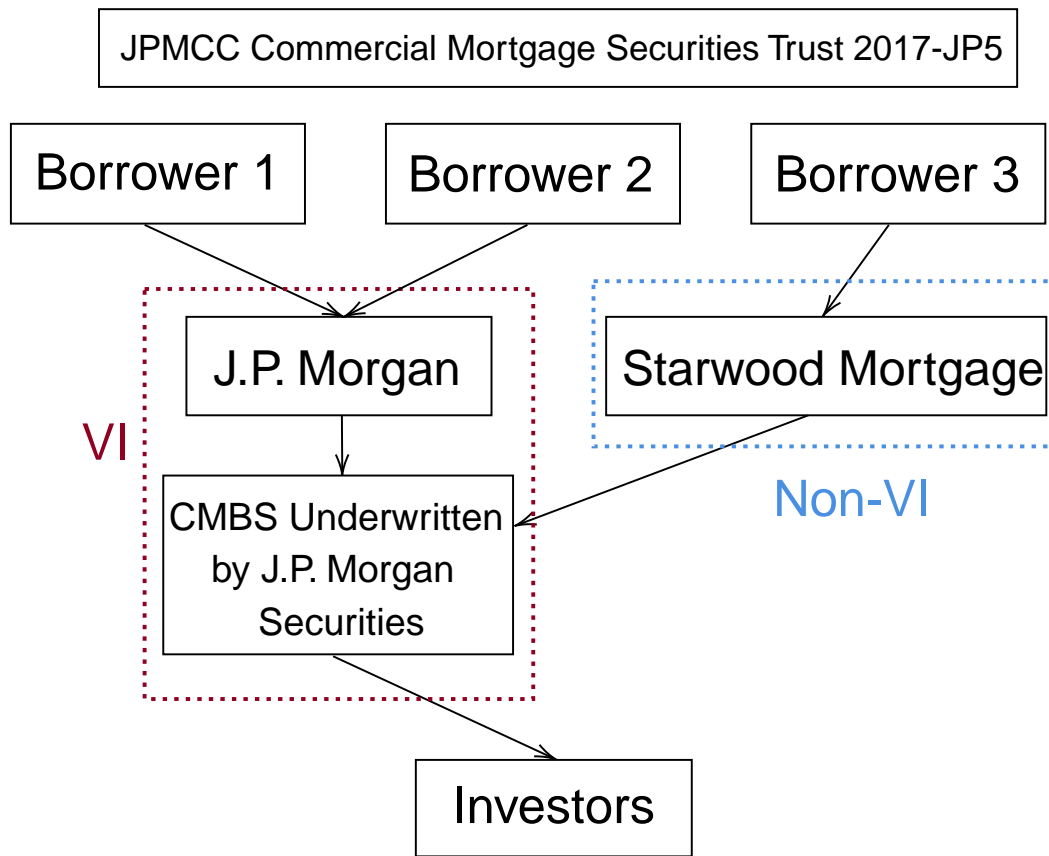 JPMCC Commercial Mortgage Securities Trust 2017-JP5
Borrower 1
Borrower 2
Borrower 3
J.P. Morgan
Starwood Mortgage
VI
Non-VI
CMBS Underwritten
by J.P. Morgan
Securities
Investors